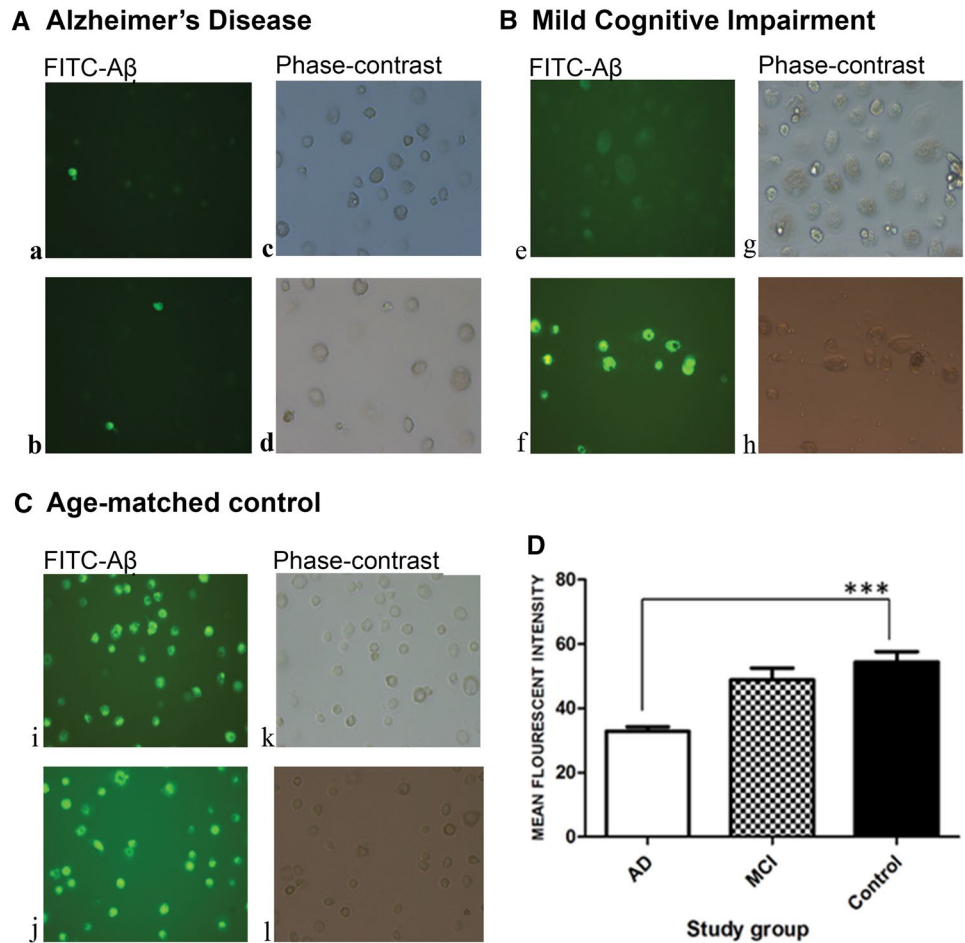 A Alzheimer's Disease
FITC-Aβ
Phase-contrast
a
c
b
d
B Mild Cognitive Impairment
FITC-Aβ
Phase-contrast
e
g
f
h
C Age-matched control
FITC-Aβ
Phase-contrast
i
k
j
l
D
MEAN FLOURESCENT INTENSITY
80
60
40
20
0
***
AD
MCI
Control
Study group